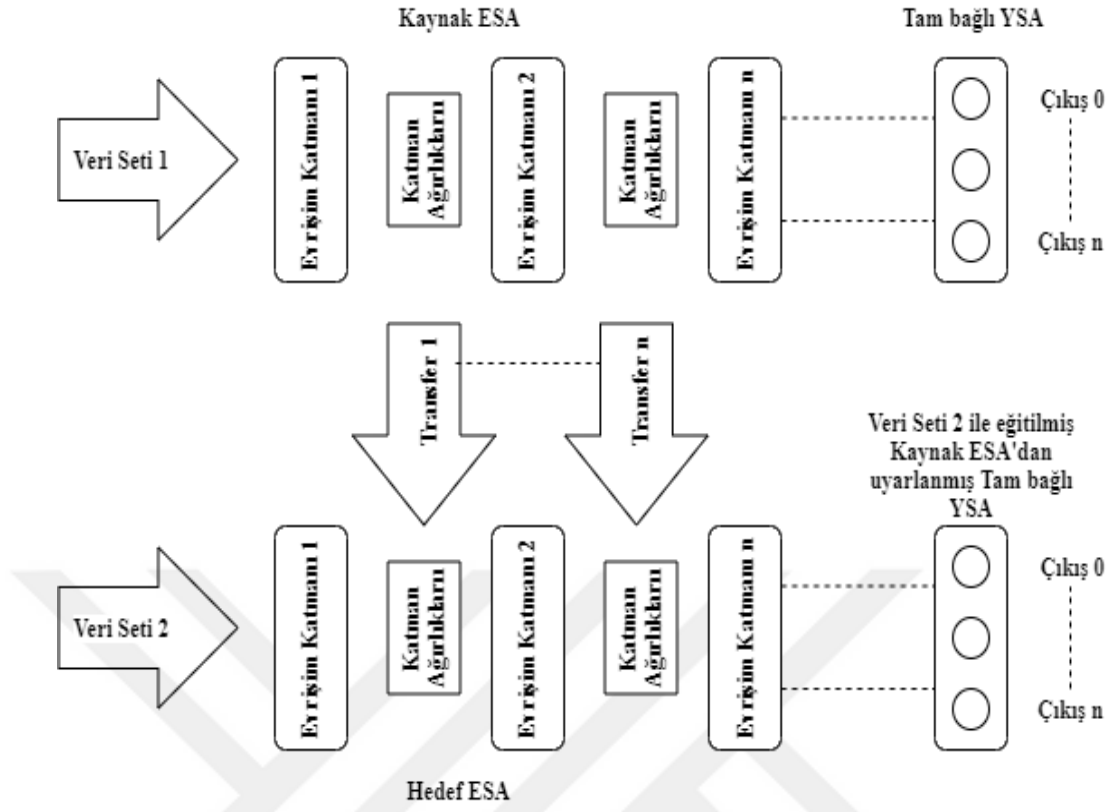 Kaynak ESA
Tam bağlı YSA
Veri Seti 1
Evrişim Katmanı 1
Katman
Ağırlıkları
Evrişim Katmanı 2
Katman
Ağırlıkları
Evrişim Katmanı n
Çıkış 0
Çıkış n
Transfer 1
Transfer n
Veri Seti 2 ile eğitilmiş
Kaynak ESA'dan
uyarlanmış Tam bağlı
YSA
Veri Seti 2
Evrişim Katmanı 1
Katman
Ağırlıkları
Evrişim Katmanı 2
Katman
Ağırlıkları
Evrişim Katmanı n
Çıkış 0
Çıkış n
Hedef ESA